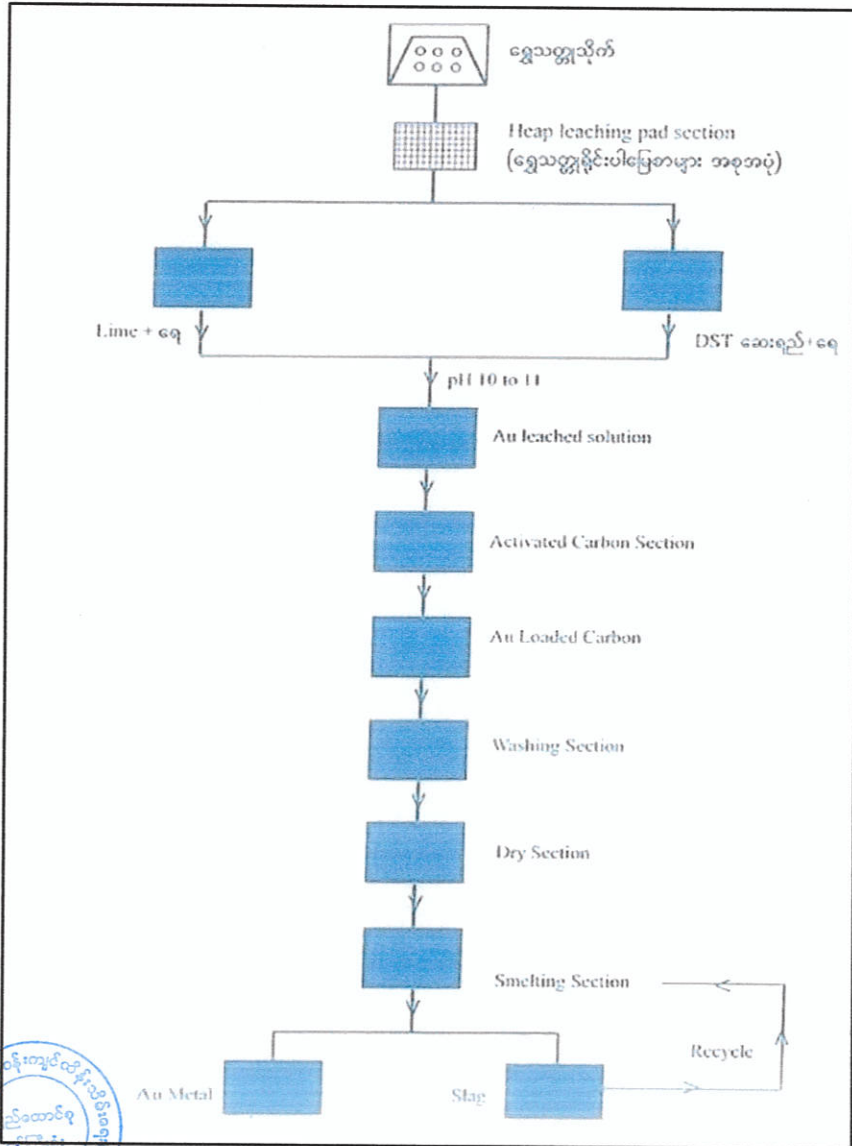 ရွှေသတ္တုသိုက်
Heap leaching pad section
(ရွှေသတ္တုရိုင်းပါမြေစာများ အစုအပုံ)
Lime + ရေ
DST ဆေးရည်+ရေ
pH 10 to 11
Au leached solution
Activated Carbon Section
Au Loaded Carbon
Washing Section
Dry Section
Smelting Section
Recycle
Au Metal
Slag